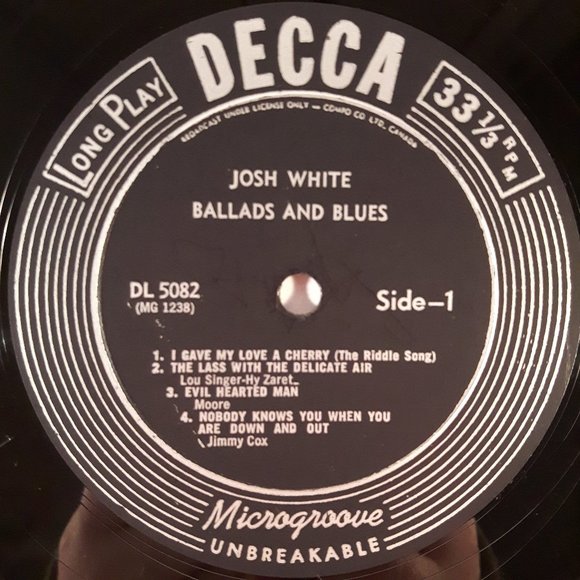 DECCA
LONG PLAY
33 1/3 RPM
BROADCAST UNDER LICENSE ONLY — COMPO CO LTD, CANADA
JOSH WHITE
BALLADS AND BLUES
DL 5082
(MG 1238)
Side-1
1. I GAVE MY LOVE A CHERRY (The Riddle Song)
2. THE LASS WITH THE DELICATE AIR
Lou Singer-Hy Zaret
3. EVIL HEARTED MAN
Moore
4. NOBODY KNOWS YOU WHEN YOU
ARE DOWN AND OUT
Jimmy Cox
Microgroove
UNBREAKABLE